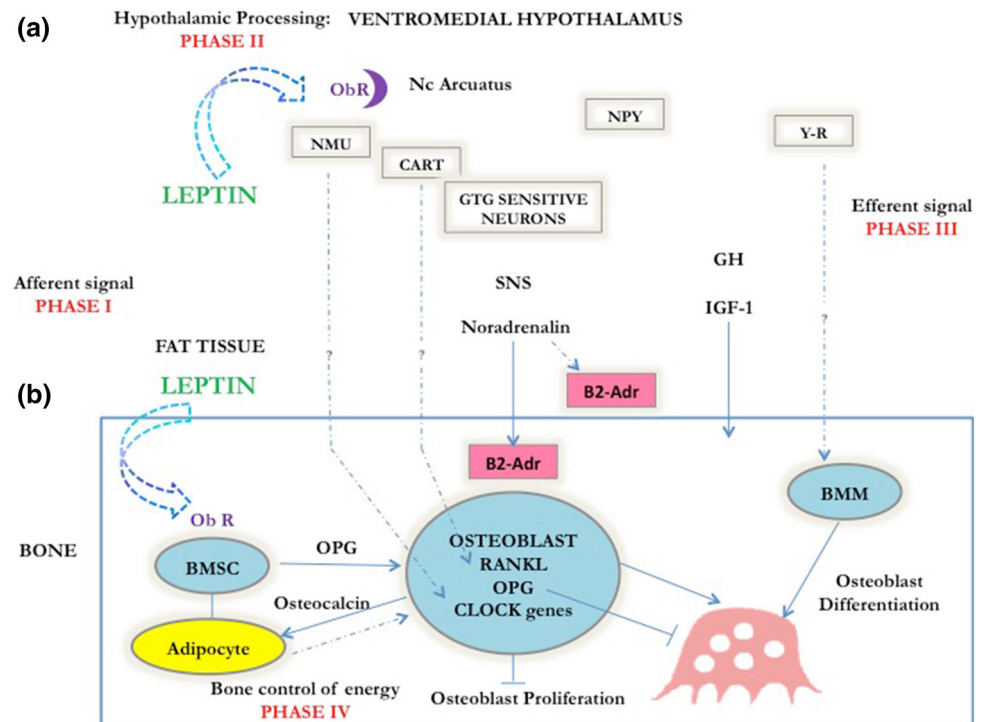 (a)
Hypothalamic Processing: VENTROMEDIAL HYPOTHALAMUS
PHASE II
ObR
Nc Arcuatus
NMU
CART
NPY
Y-R
LEPTIN
GTG SENSITIVE
NEURONS
Efferent signal
PHASE III
Afferent signal
PHASE I
SNS
GH
Noradrenalin
IGF-1
?
?
?
FAT TISSUE
LEPTIN
(b)
B2-Adr
B2-Adr
Ob R
BMM
BONE
BMSC
OPG
OSTEOBLAST
RANKL
OPG
CLOCK genes
Osteocalcin
Adipocyte
Osteoblast
Differentiation
Bone control of energy
PHASE IV
Osteoblast Proliferation